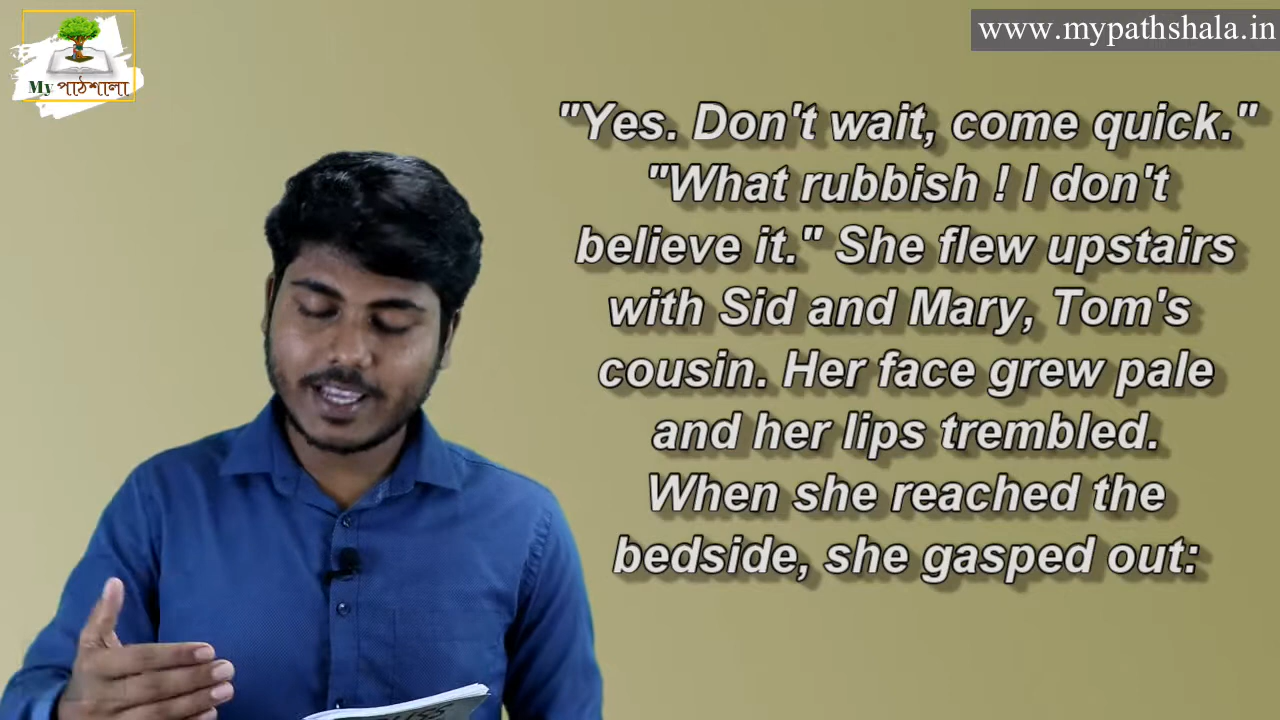 My পাঠশালা
www.mypathshala.in
"Yes. Don't wait, come quick."
"What rubbish ! I don't
believe it." She flew upstairs
with Sid and Mary, Tom's
cousin. Her face grew pale
and her lips trembled.
When she reached the
bedside, she gasped out: